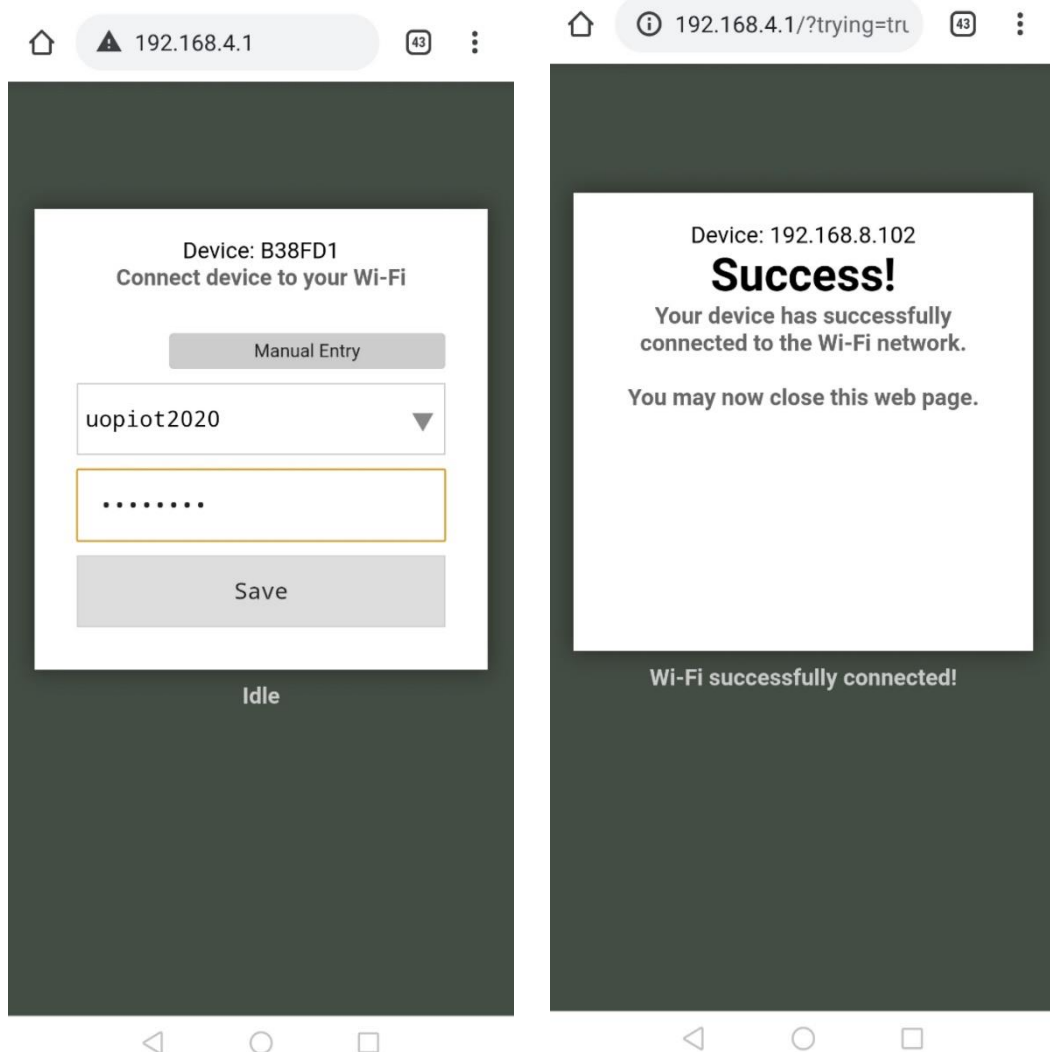 192.168.4.1
43
Device: B38FD1
Connect device to your Wi-Fi
Manual Entry
uopiot2020
••••••••
Save
Idle
192.168.4.1/?trying=tru
43
Device: 192.168.8.102
Success!
Your device has successfully
connected to the Wi-Fi network.
You may now close this web page.
Wi-Fi successfully connected!